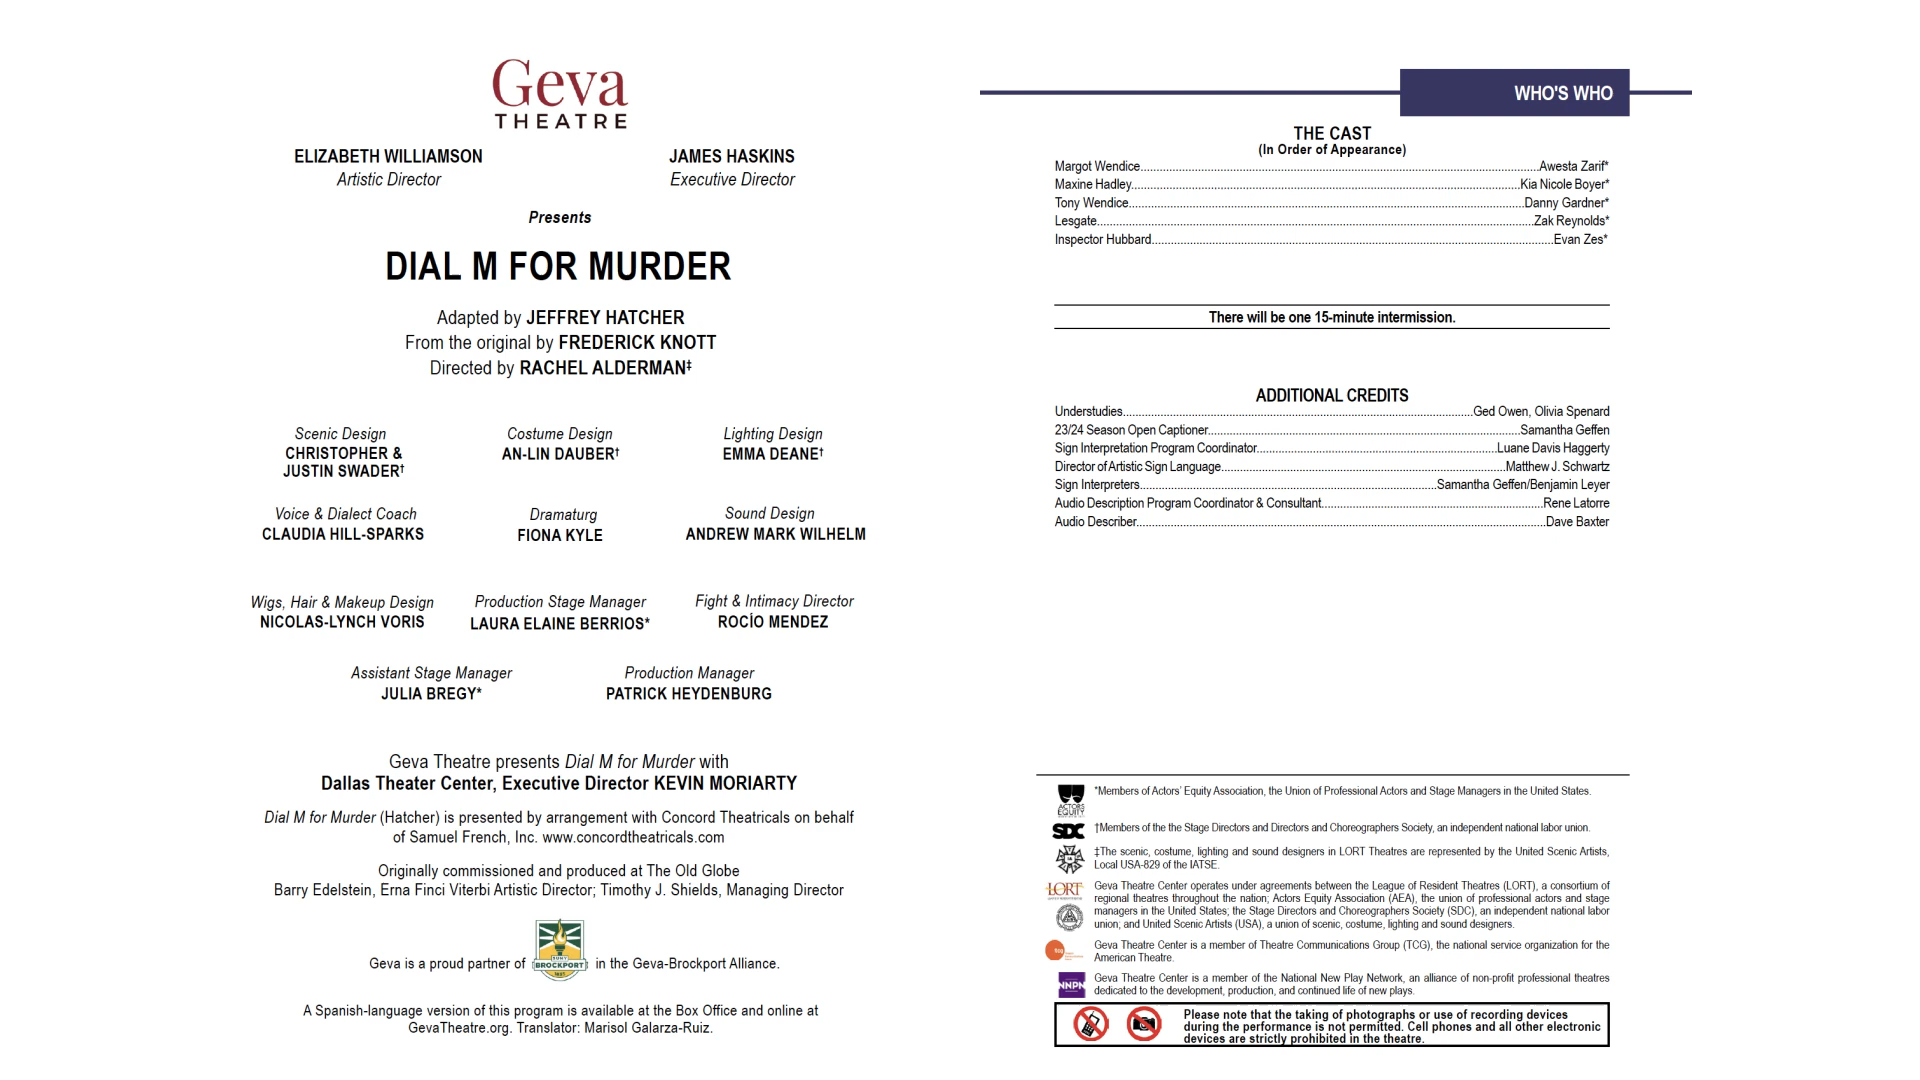 Geva
THEATRE
ELIZABETH WILLIAMSON
Artistic Director
JAMES HASKINS
Executive Director
Presents
DIAL M FOR MURDER
Adapted by JEFFREY HATCHER
From the original by FREDERICK KNOTT
Directed by RACHEL ALDERMAN‡
Scenic Design
CHRISTOPHER &
JUSTIN SWADER†
Costume Design
AN-LIN DAUBER†
Lighting Design
EMMA DEANE†
Voice & Dialect Coach
CLAUDIA HILL-SPARKS
Dramaturg
FIONA KYLE
Sound Design
ANDREW MARK WILHELM
Wigs, Hair & Makeup Design
NICOLAS-LYNCH VORIS
Production Stage Manager
LAURA ELAINE BERRIOS*
Fight & Intimacy Director
ROCÍO MENDEZ
Assistant Stage Manager
JULIA BREGY*
Production Manager
PATRICK HEYDENBURG
Geva Theatre presents Dial M for Murder with
Dallas Theater Center, Executive Director KEVIN MORIARTY
Dial M for Murder (Hatcher) is presented by arrangement with Concord Theatricals on behalf
of Samuel French, Inc. www.concordtheatricals.com
Originally commissioned and produced at The Old Globe
Barry Edelstein, Erna Finci Viterbi Artistic Director; Timothy J. Shields, Managing Director
Geva is a proud partner of SUNY BROCKPORT in the Geva-Brockport Alliance.
A Spanish-language version of this program is available at the Box Office and online at
GevaTheatre.org. Translator: Marisol Galarza-Ruiz.
WHO'S WHO
THE CAST
(In Order of Appearance)
Margot Wendice...Awesta Zarif*
Maxine Hadley...Kia Nicole Boyer*
Tony Wendice...Danny Gardner*
Lesgate...Zak Reynolds*
Inspector Hubbard...Evan Zes*
There will be one 15-minute intermission.
ADDITIONAL CREDITS
Understudies...Ged Owen, Olivia Spenard
23/24 Season Open Captioner...Samantha Geffen
Sign Interpretation Program Coordinator...Luane Davis Haggerty
Director of Artistic Sign Language...Matthew J. Schwartz
Sign Interpreters...Samantha Geffen/Benjamin Leyer
Audio Description Program Coordinator & Consultant...Rene Latorre
Audio Describer...Dave Baxter
ACTORS
EQUITY
*Members of Actors' Equity Association, the Union of Professional Actors and Stage Managers in the United States.
SDC
†Members of the the Stage Directors and Directors and Choreographers Society, an independent national labor union.
‡The scenic, costume, lighting and sound designers in LORT Theatres are represented by the United Scenic Artists,
Local USA-829 of the IATSE.
LORT
Geva Theatre Center operates under agreements between the League of Resident Theatres (LORT), a consortium of
regional theatres throughout the nation; Actors Equity Association (AEA), the union of professional actors and stage
managers in the United States; the Stage Directors and Choreographers Society (SDC), an independent national labor
union; and United Scenic Artists (USA), a union of scenic, costume, lighting and sound designers.
tcg
Geva Theatre Center is a member of Theatre Communications Group (TCG), the national service organization for the
American Theatre.
NNPN
Geva Theatre Center is a member of the National New Play Network, an alliance of non-profit professional theatres
dedicated to the development, production, and continued life of new plays.
Please note that the taking of photographs or use of recording devices
during the performance is not permitted. Cell phones and all other electronic
devices are strictly prohibited in the theatre.